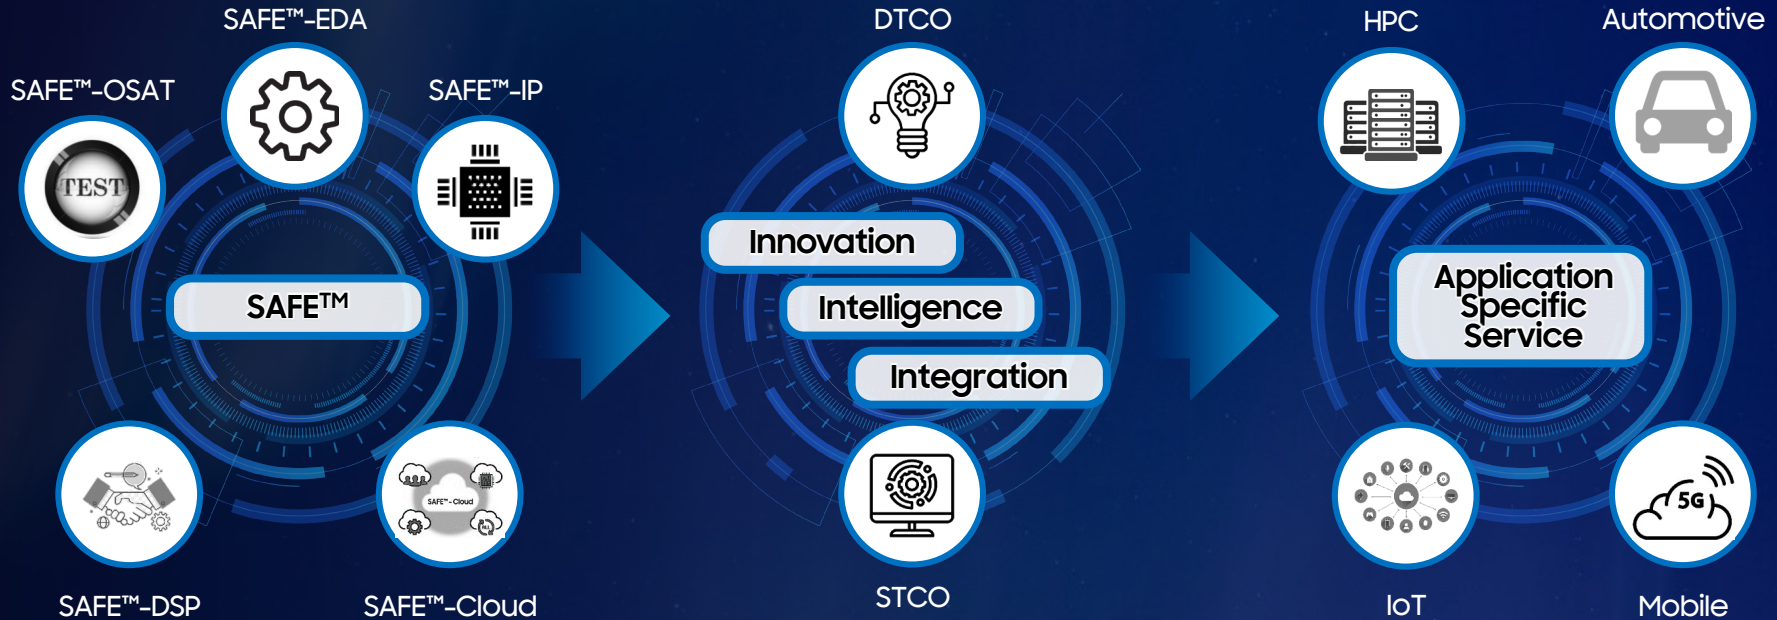 SAFE™-EDA
SAFE™-OSAT
SAFE™-IP
TEST
SAFE™
SAFE™-Cloud
SAFE™-DSP
SAFE™-Cloud
DTCO
Innovation
Intelligence
Integration
STCO
HPC
Automotive
Application
Specific
Service
5G
IoT
Mobile